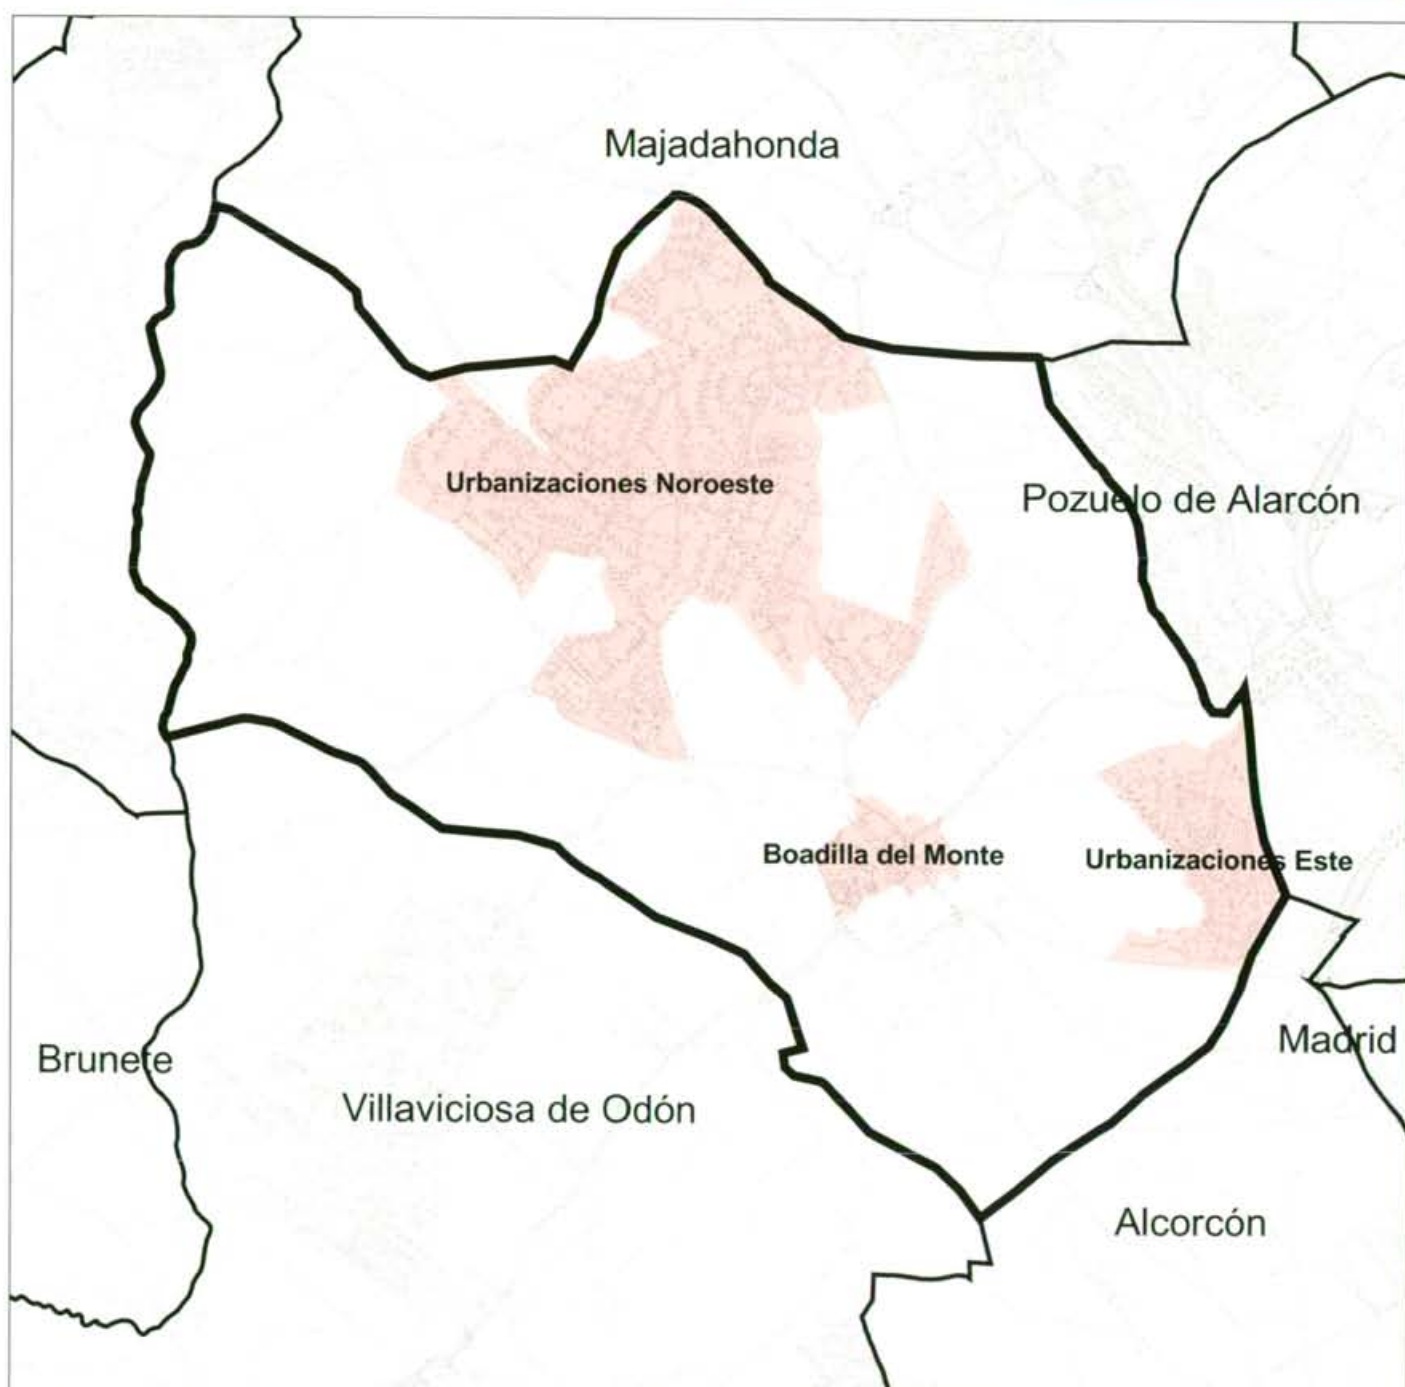 Majadahonda
Urbanizaciones Noroeste
Pozuelo de Alarcón
Boadilla del Monte
Urbanizaciones Este
Brunete
Madrid
Villaviciosa de Odón
Alcorcón